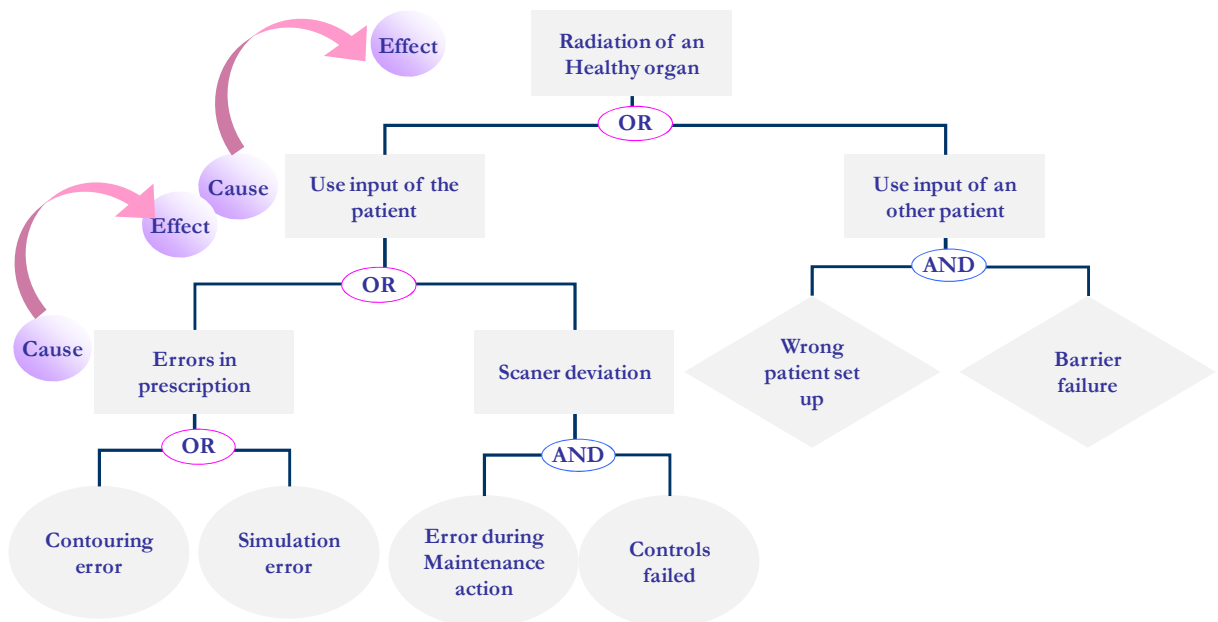 Effect
Radiation of an
Healthy organ
OR
Cause
Effect
Use input of the
patient
Use input of an
other patient
OR
AND
Cause
Errors in
prescription
Scaner deviation
Wrong
patient set
up
Barrier
failure
OR
AND
Contouring
error
Simulation
error
Error during
Maintenance
action
Controls
failed